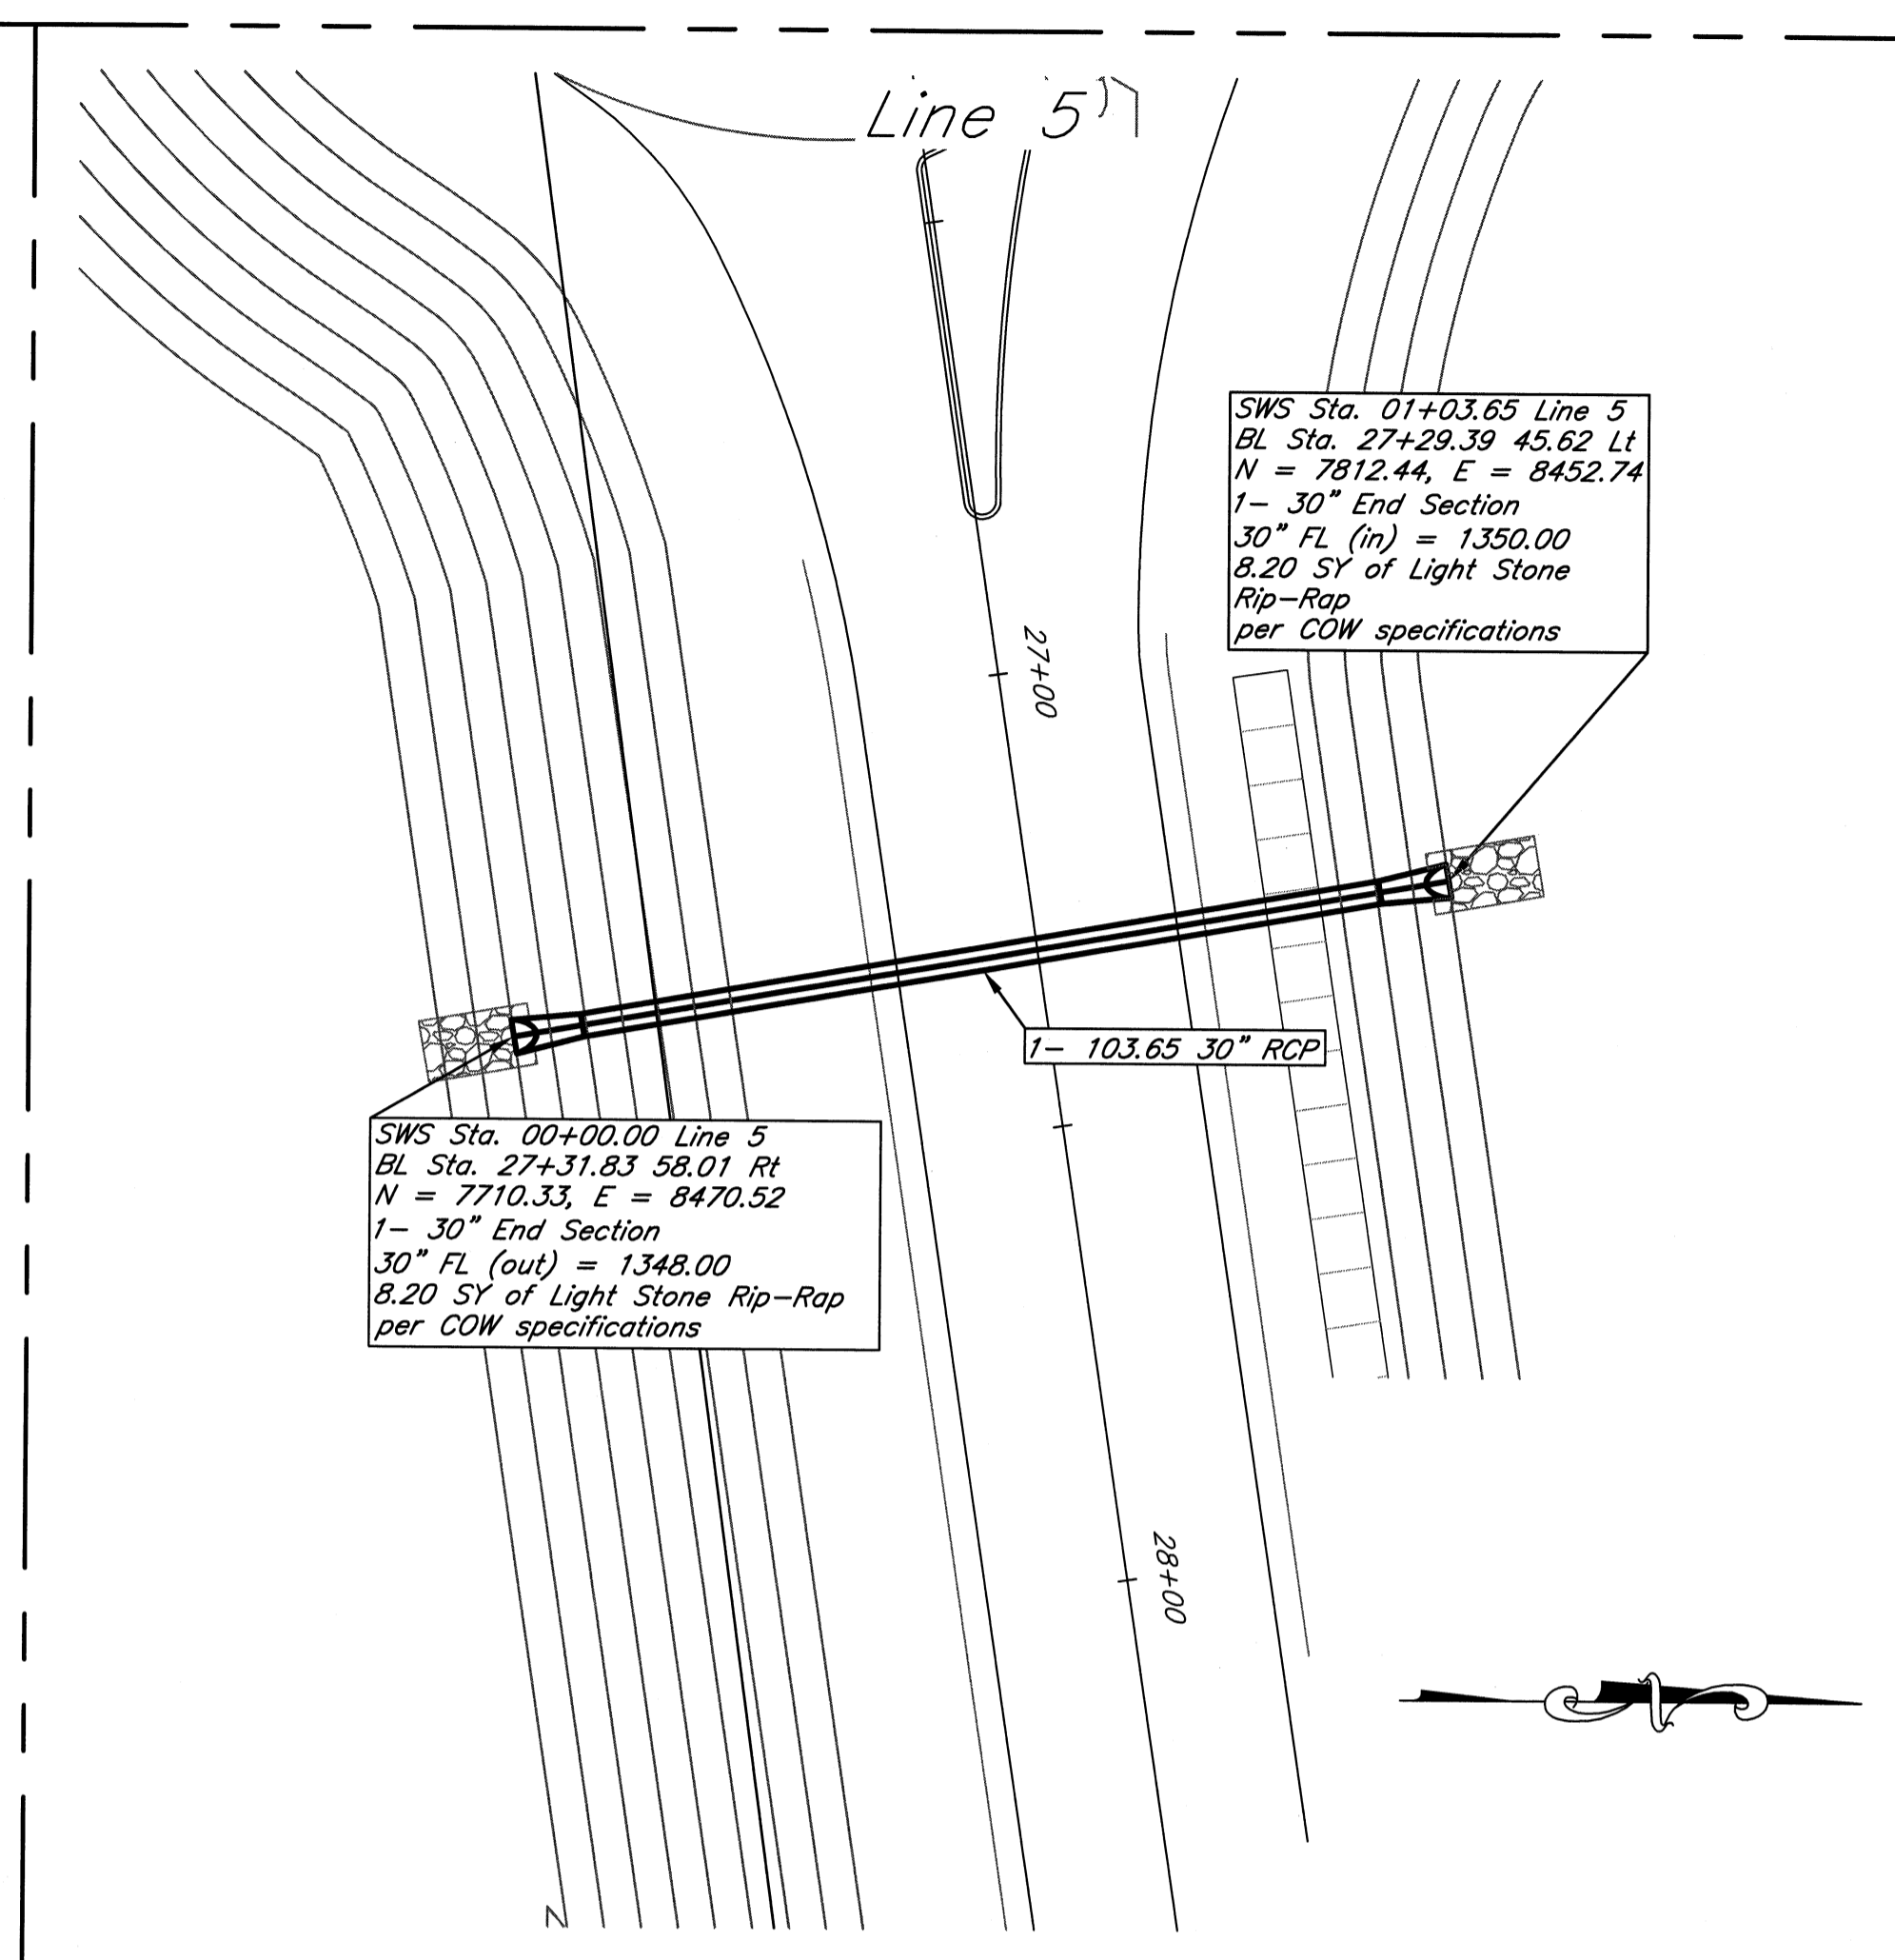 Line 5
SWS Sta. 01+03.65 Line 5
BL Sta. 27+29.39 45.62 Lt
N = 7812.44, E = 8452.74
1- 30" End Section
30" FL (in) = 1350.00
8.20 SY of Light Stone
Rip-Rap
per COW specifications
27+00
1- 103.65 30" RCP
SWS Sta. 00+00.00 Line 5
BL Sta. 27+31.83 58.01 Rt
N = 7710.33, E = 8470.52
1- 30" End Section
30" FL (out) = 1348.00
8.20 SY of Light Stone Rip-Rap
per COW specifications
28+00